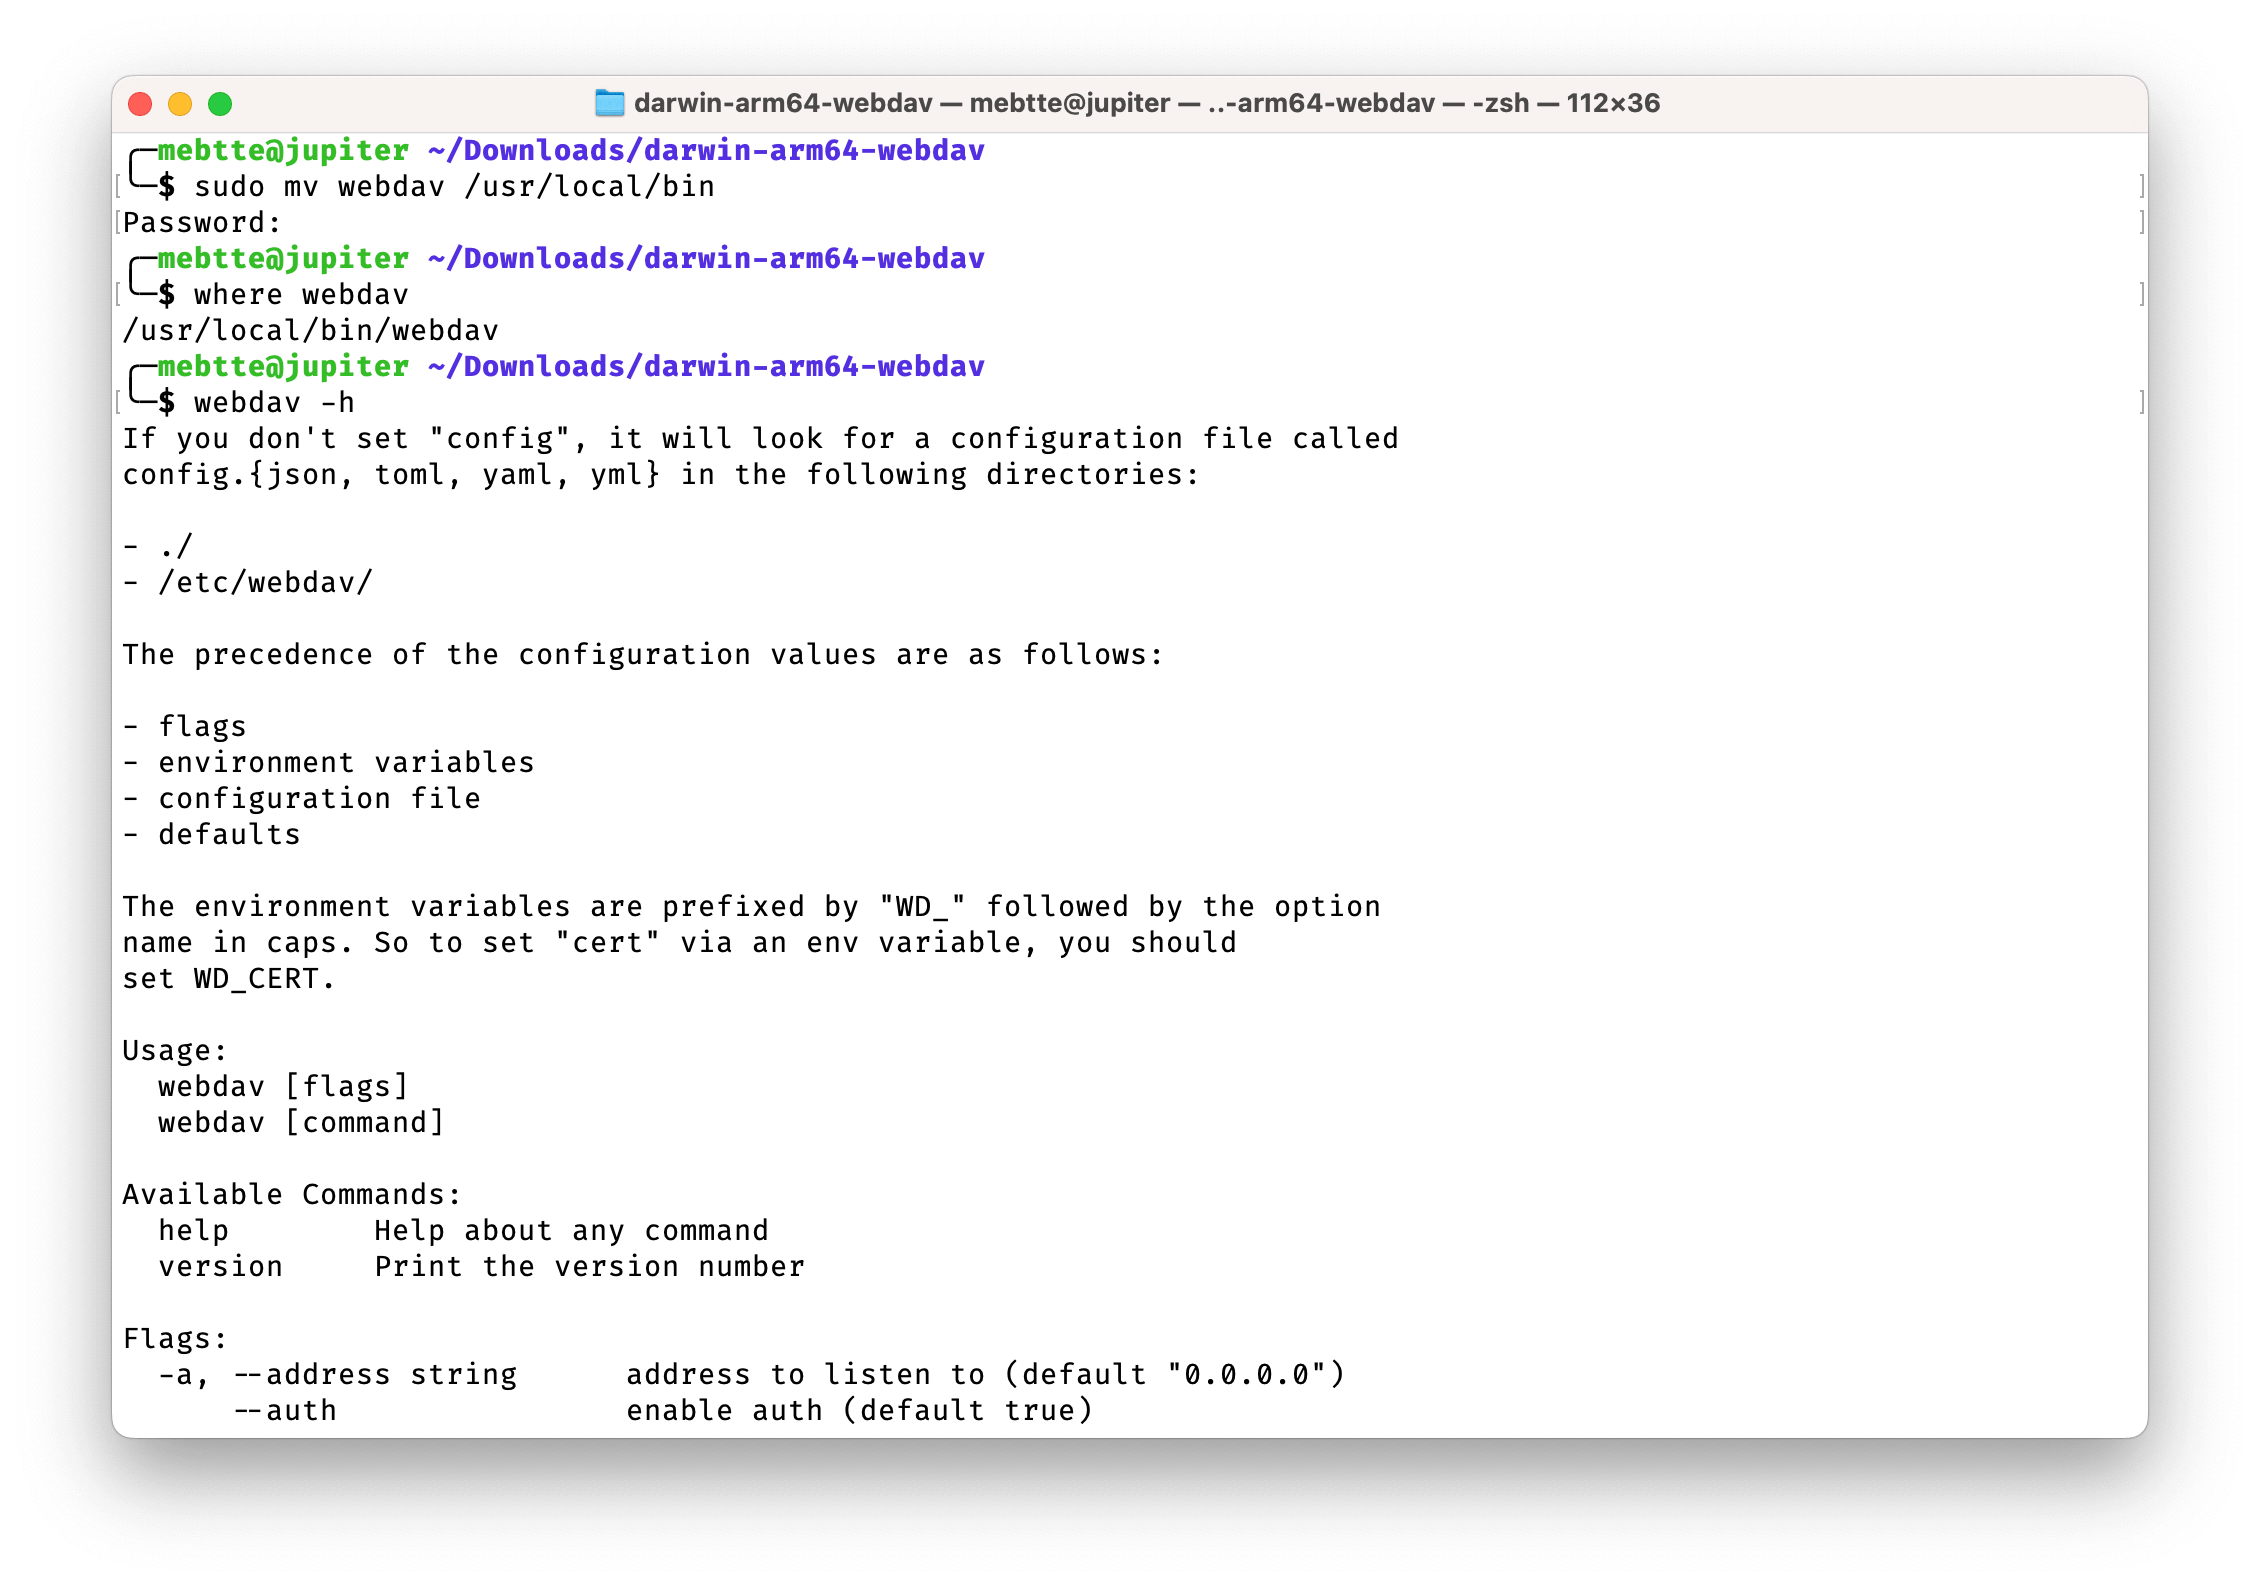 darwin-arm64-webdav — mebtte@jupiter — ..-arm64-webdav — -zsh — 112×36
╭─mebtte@jupiter ~/Downloads/darwin-arm64-webdav
╰─$ sudo mv webdav /usr/local/bin
Password:
╭─mebtte@jupiter ~/Downloads/darwin-arm64-webdav
╰─$ where webdav
/usr/local/bin/webdav
╭─mebtte@jupiter ~/Downloads/darwin-arm64-webdav
╰─$ webdav -h
If you don't set "config", it will look for a configuration file called
config.{json, toml, yaml, yml} in the following directories:

- ./
- /etc/webdav/

The precedence of the configuration values are as follows:

- flags
- environment variables
- configuration file
- defaults

The environment variables are prefixed by "WD_" followed by the option
name in caps. So to set "cert" via an env variable, you should
set WD_CERT.

Usage:
  webdav [flags]
  webdav [command]

Available Commands:
  help        Help about any command
  version     Print the version number

Flags:
  -a, --address string      address to listen to (default "0.0.0.0")
      --auth                enable auth (default true)